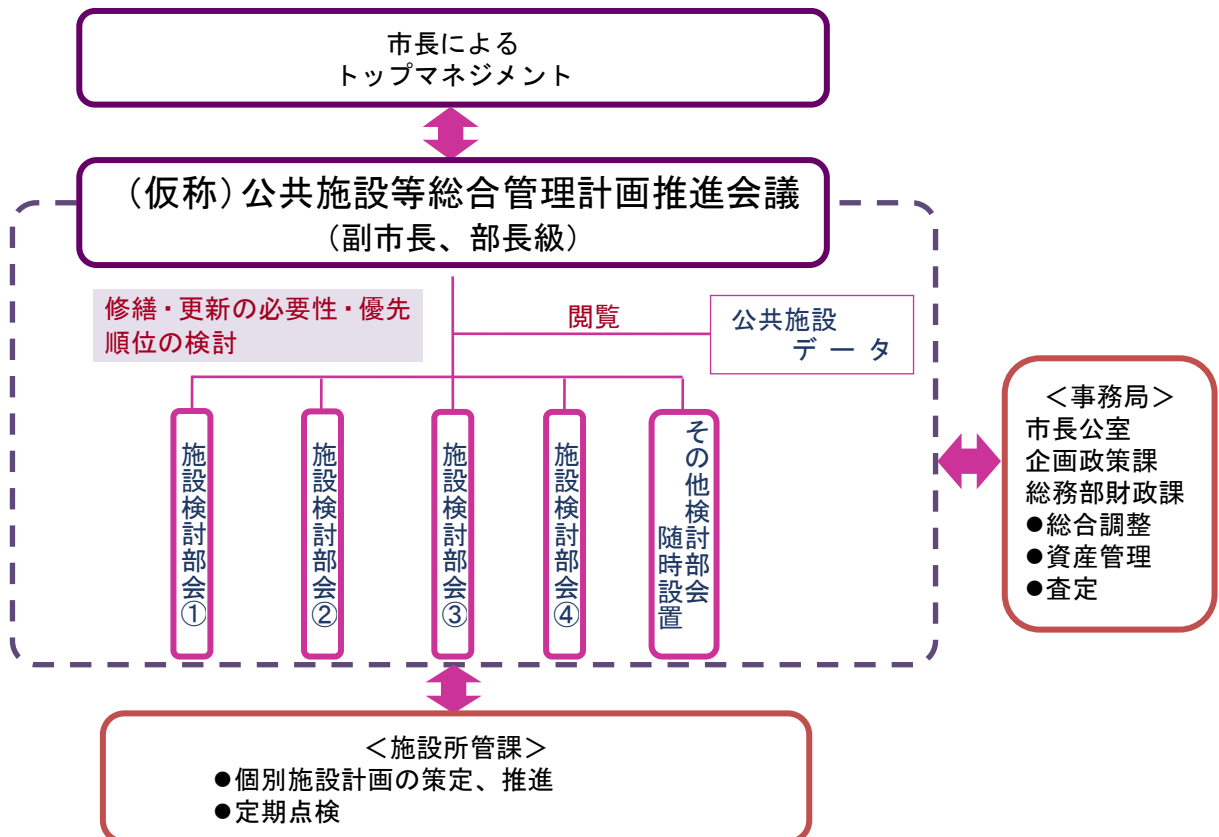 市長による
トップマネジメント
（仮称）公共施設等総合管理計画推進会議
（副市長、部長級）
修繕・更新の必要性・優先
順位の検討
閲覧
公共施設
データ
施設検討部会①
施設検討部会②
施設検討部会③
施設検討部会④
その他検討部会
随時設置
＜事務局＞
市長公室
企画政策課
総務部財政課
●総合調整
●資産管理
●査定
＜施設所管課＞
●個別施設計画の策定、推進
●定期点検